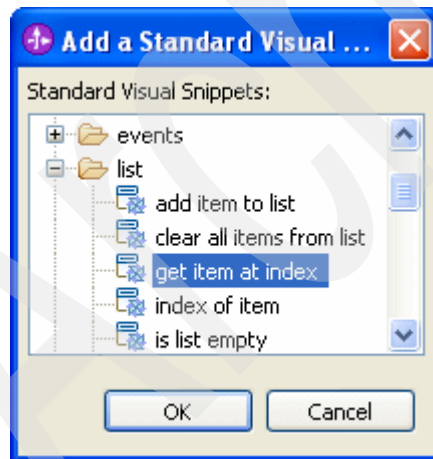 Add a Standard Visual ...
Standard Visual Snippets:
events
list
add item to list
clear all items from list
get item at index
index of item
is list empty
OK
Cancel